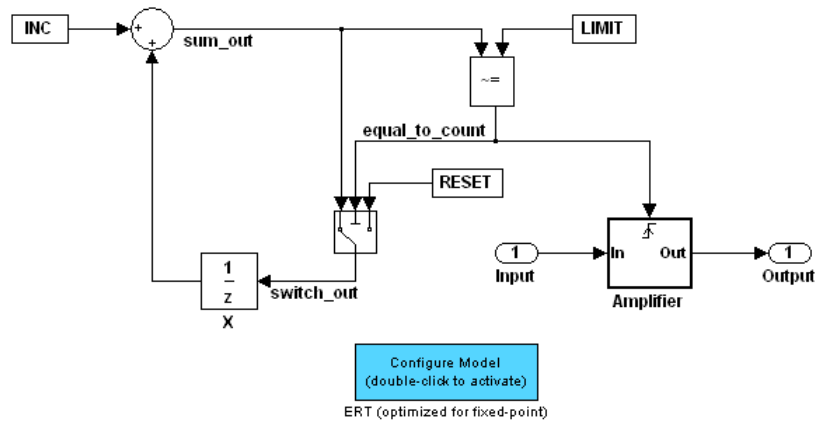 INC
+
+
sum_out
LIMIT
~=
equal_to_count
RESET
1
z
X
switch_out
1
Input
In
Out
Amplifier
1
Output
Configure Model
(double-click to activate)
ERT (optimized for fixed-point)